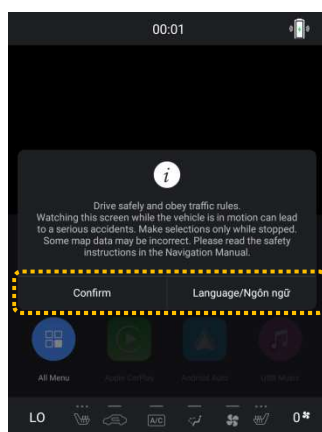 00:01
i
Drive safely and obey traffic rules.
Watching this screen while the vehicle is in motion can lead
to a serious accidents. Make selections only while stopped.
Some map data may be incorrect. Please read the safety
instructions in the Navigation Manual.
Confirm Language/Ngôn ngữ
All Menu Apple CarPlay Android Auto USB Music
LO A/C 0